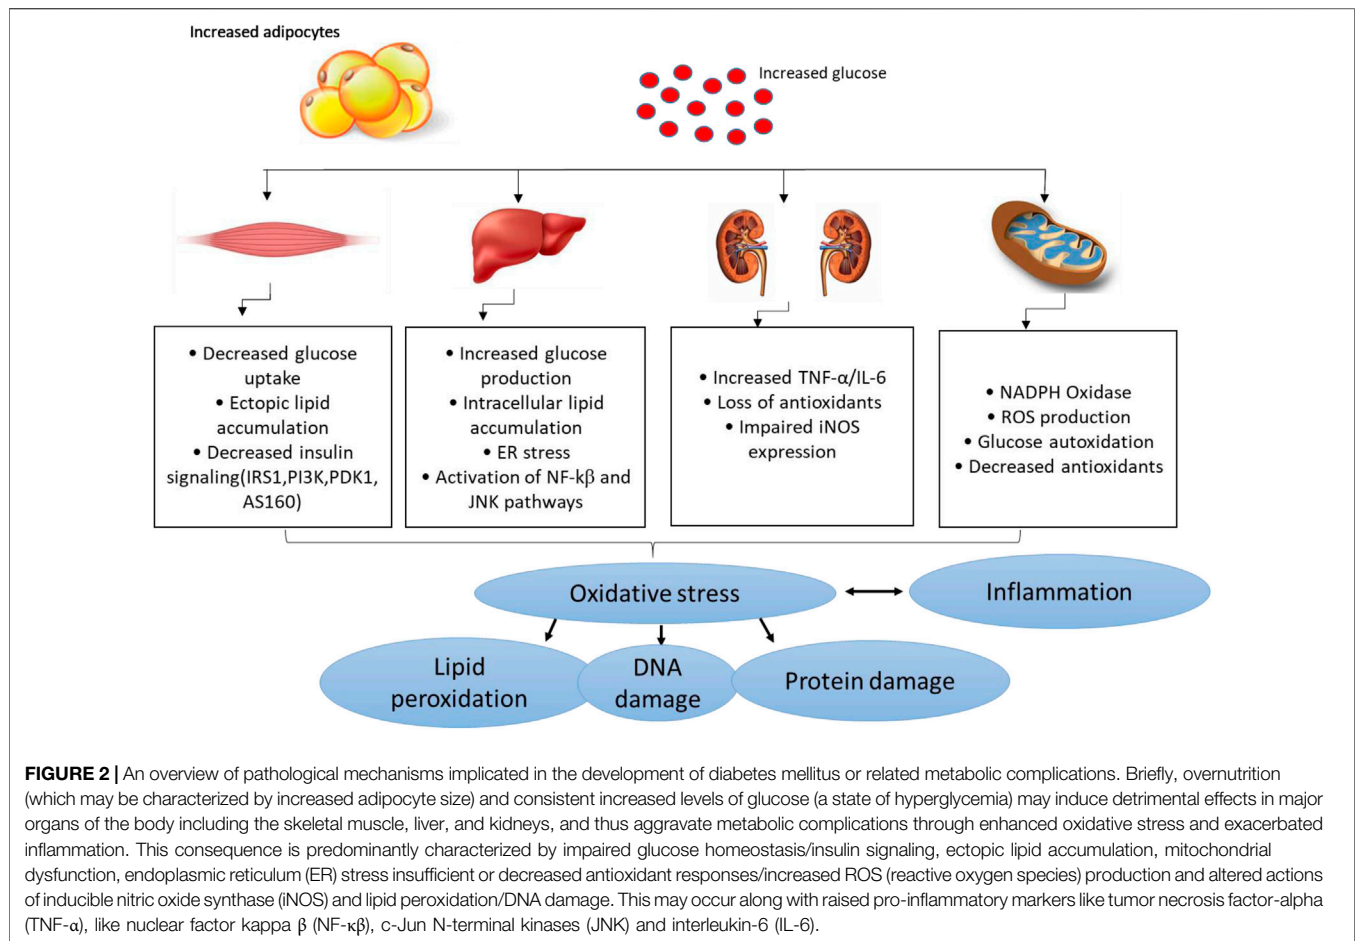 Increased adipocytes
Increased glucose
• Decreased glucose
uptake
• Ectopic lipid
accumulation
• Decreased insulin
signaling(IRS1,PI3K,PDK1,
AS160)
• Increased glucose
production
• Intracellular lipid
accumulation
• ER stress
• Activation of NF-kβ and
JNK pathways
• Increased TNF-α/IL-6
• Loss of antioxidants
• Impaired iNOS
expression
• NADPH Oxidase
• ROS production
• Glucose autoxidation
• Decreased antioxidants
Oxidative stress
Inflammation
Lipid
peroxidation
DNA
damage
Protein damage
FIGURE 2 | An overview of pathological mechanisms implicated in the development of diabetes mellitus or related metabolic complications. Briefly, overnutrition
(which may be characterized by increased adipocyte size) and consistent increased levels of glucose (a state of hyperglycemia) may induce detrimental effects in major
organs of the body including the skeletal muscle, liver, and kidneys, and thus aggravate metabolic complications through enhanced oxidative stress and exacerbated
inflammation. This consequence is predominantly characterized by impaired glucose homeostasis/insulin signaling, ectopic lipid accumulation, mitochondrial
dysfunction, endoplasmic reticulum (ER) stress insufficient or decreased antioxidant responses/increased ROS (reactive oxygen species) production and altered actions
of inducible nitric oxide synthase (iNOS) and lipid peroxidation/DNA damage. This may occur along with raised pro-inflammatory markers like tumor necrosis factor-alpha
(TNF-α), like nuclear factor kappa β (NF-κβ), c-Jun N-terminal kinases (JNK) and interleukin-6 (IL-6).